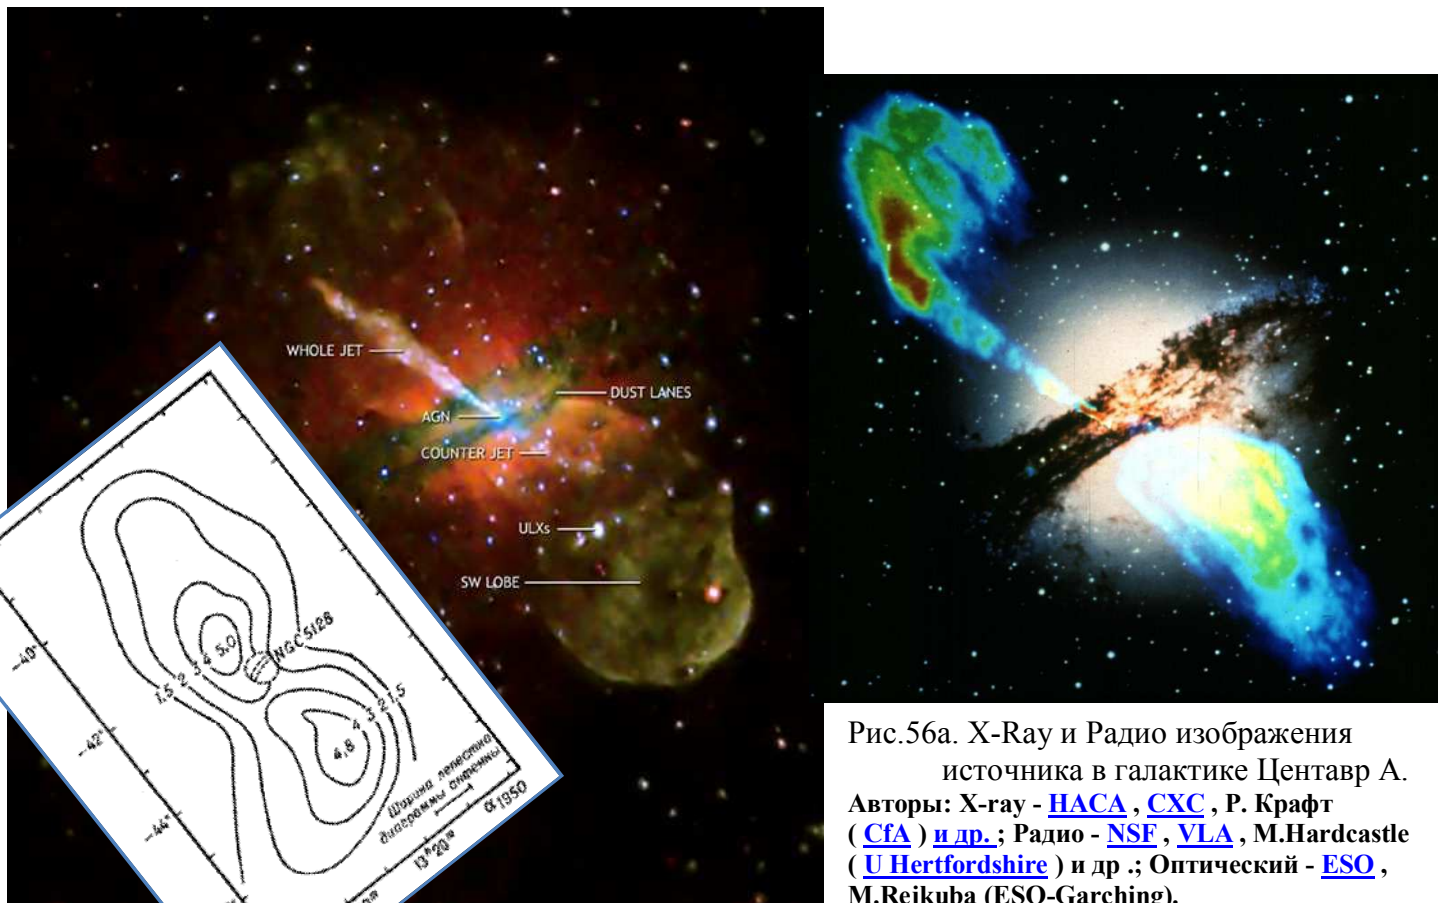 WHOLE JET
AGN
DUST LANES
COUNTER JET
ULXs
SW LOBE
NGC 5128
1,5 2 3 4 5,0
4 3 2 1,5
4,8
-40°
-42°
-44°
Ширина лепестка
диаграммы антенны
α 1950
13ʰ20ᵐ
Рис.56а. X-Ray и Радио изображения
источника в галактике Центавр А.
Авторы: X-ray - НАСА , CXC , Р. Крафт
( CfA ) и др. ; Радио - NSF , VLA , M.Hardcastle
( U Hertfordshire ) и др .; Оптический - ESO ,
M.Rejkuba (ESO-Garching).